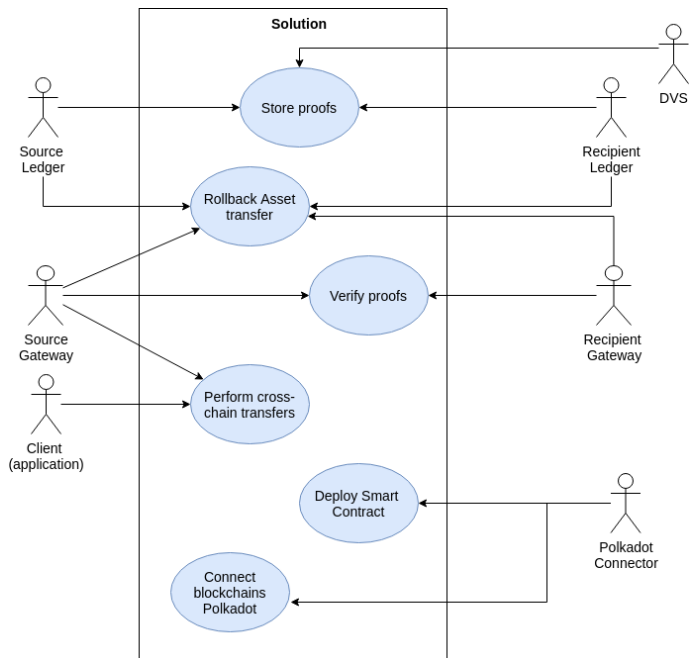 Solution
DVS
Store proofs
Source
Ledger
Recipient
Ledger
Rollback Asset
transfer
Verify proofs
Source
Gateway
Recipient
Gateway
Perform cross-
chain transfers
Client
(application)
Deploy Smart
Contract
Polkadot
Connector
Connect
blockchains
Polkadot